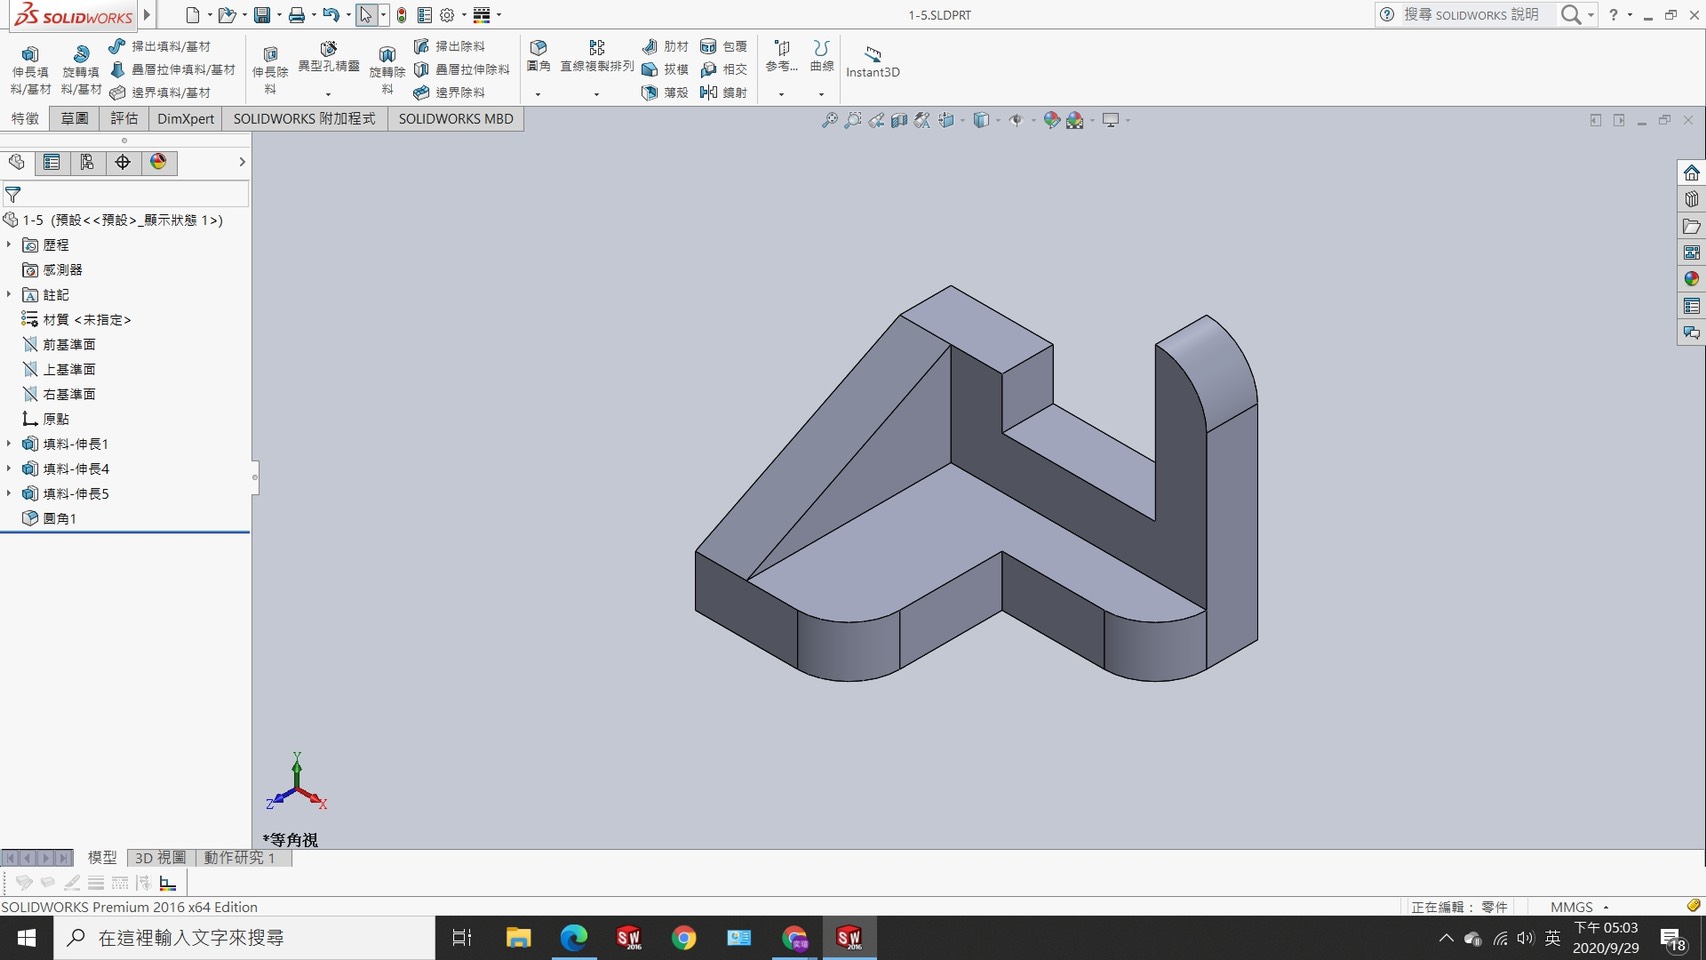 SOLIDWORKS
1-5.SLDPRT
搜尋 SOLIDWORKS 說明
?
伸長填料/基材
旋轉填料/基材
掃出填料/基材
疊層拉伸填料/基材
邊界填料/基材
伸長除料
異型孔精靈
旋轉除料
掃出除料
疊層拉伸除料
邊界除料
圓角
直線複製排列
肋材
拔模
薄殼
包覆
相交
鏡射
參考...
曲線
Instant3D
特徵
草圖
評估
DimXpert
SOLIDWORKS 附加程式
SOLIDWORKS MBD
1-5 (預設<<預設>_顯示狀態 1>)
歷程
感測器
註記
材質 <未指定>
前基準面
上基準面
右基準面
原點
填料-伸長1
填料-伸長4
填料-伸長5
圓角1
Y
Z
X
*等角視
模型
3D 視圖
動作研究 1
SOLIDWORKS Premium 2016 x64 Edition
正在編輯： 零件
MMGS
在這裡輸入文字來搜尋
SW 2016
SW 2016
英
下午 05:03
2020/9/29
18